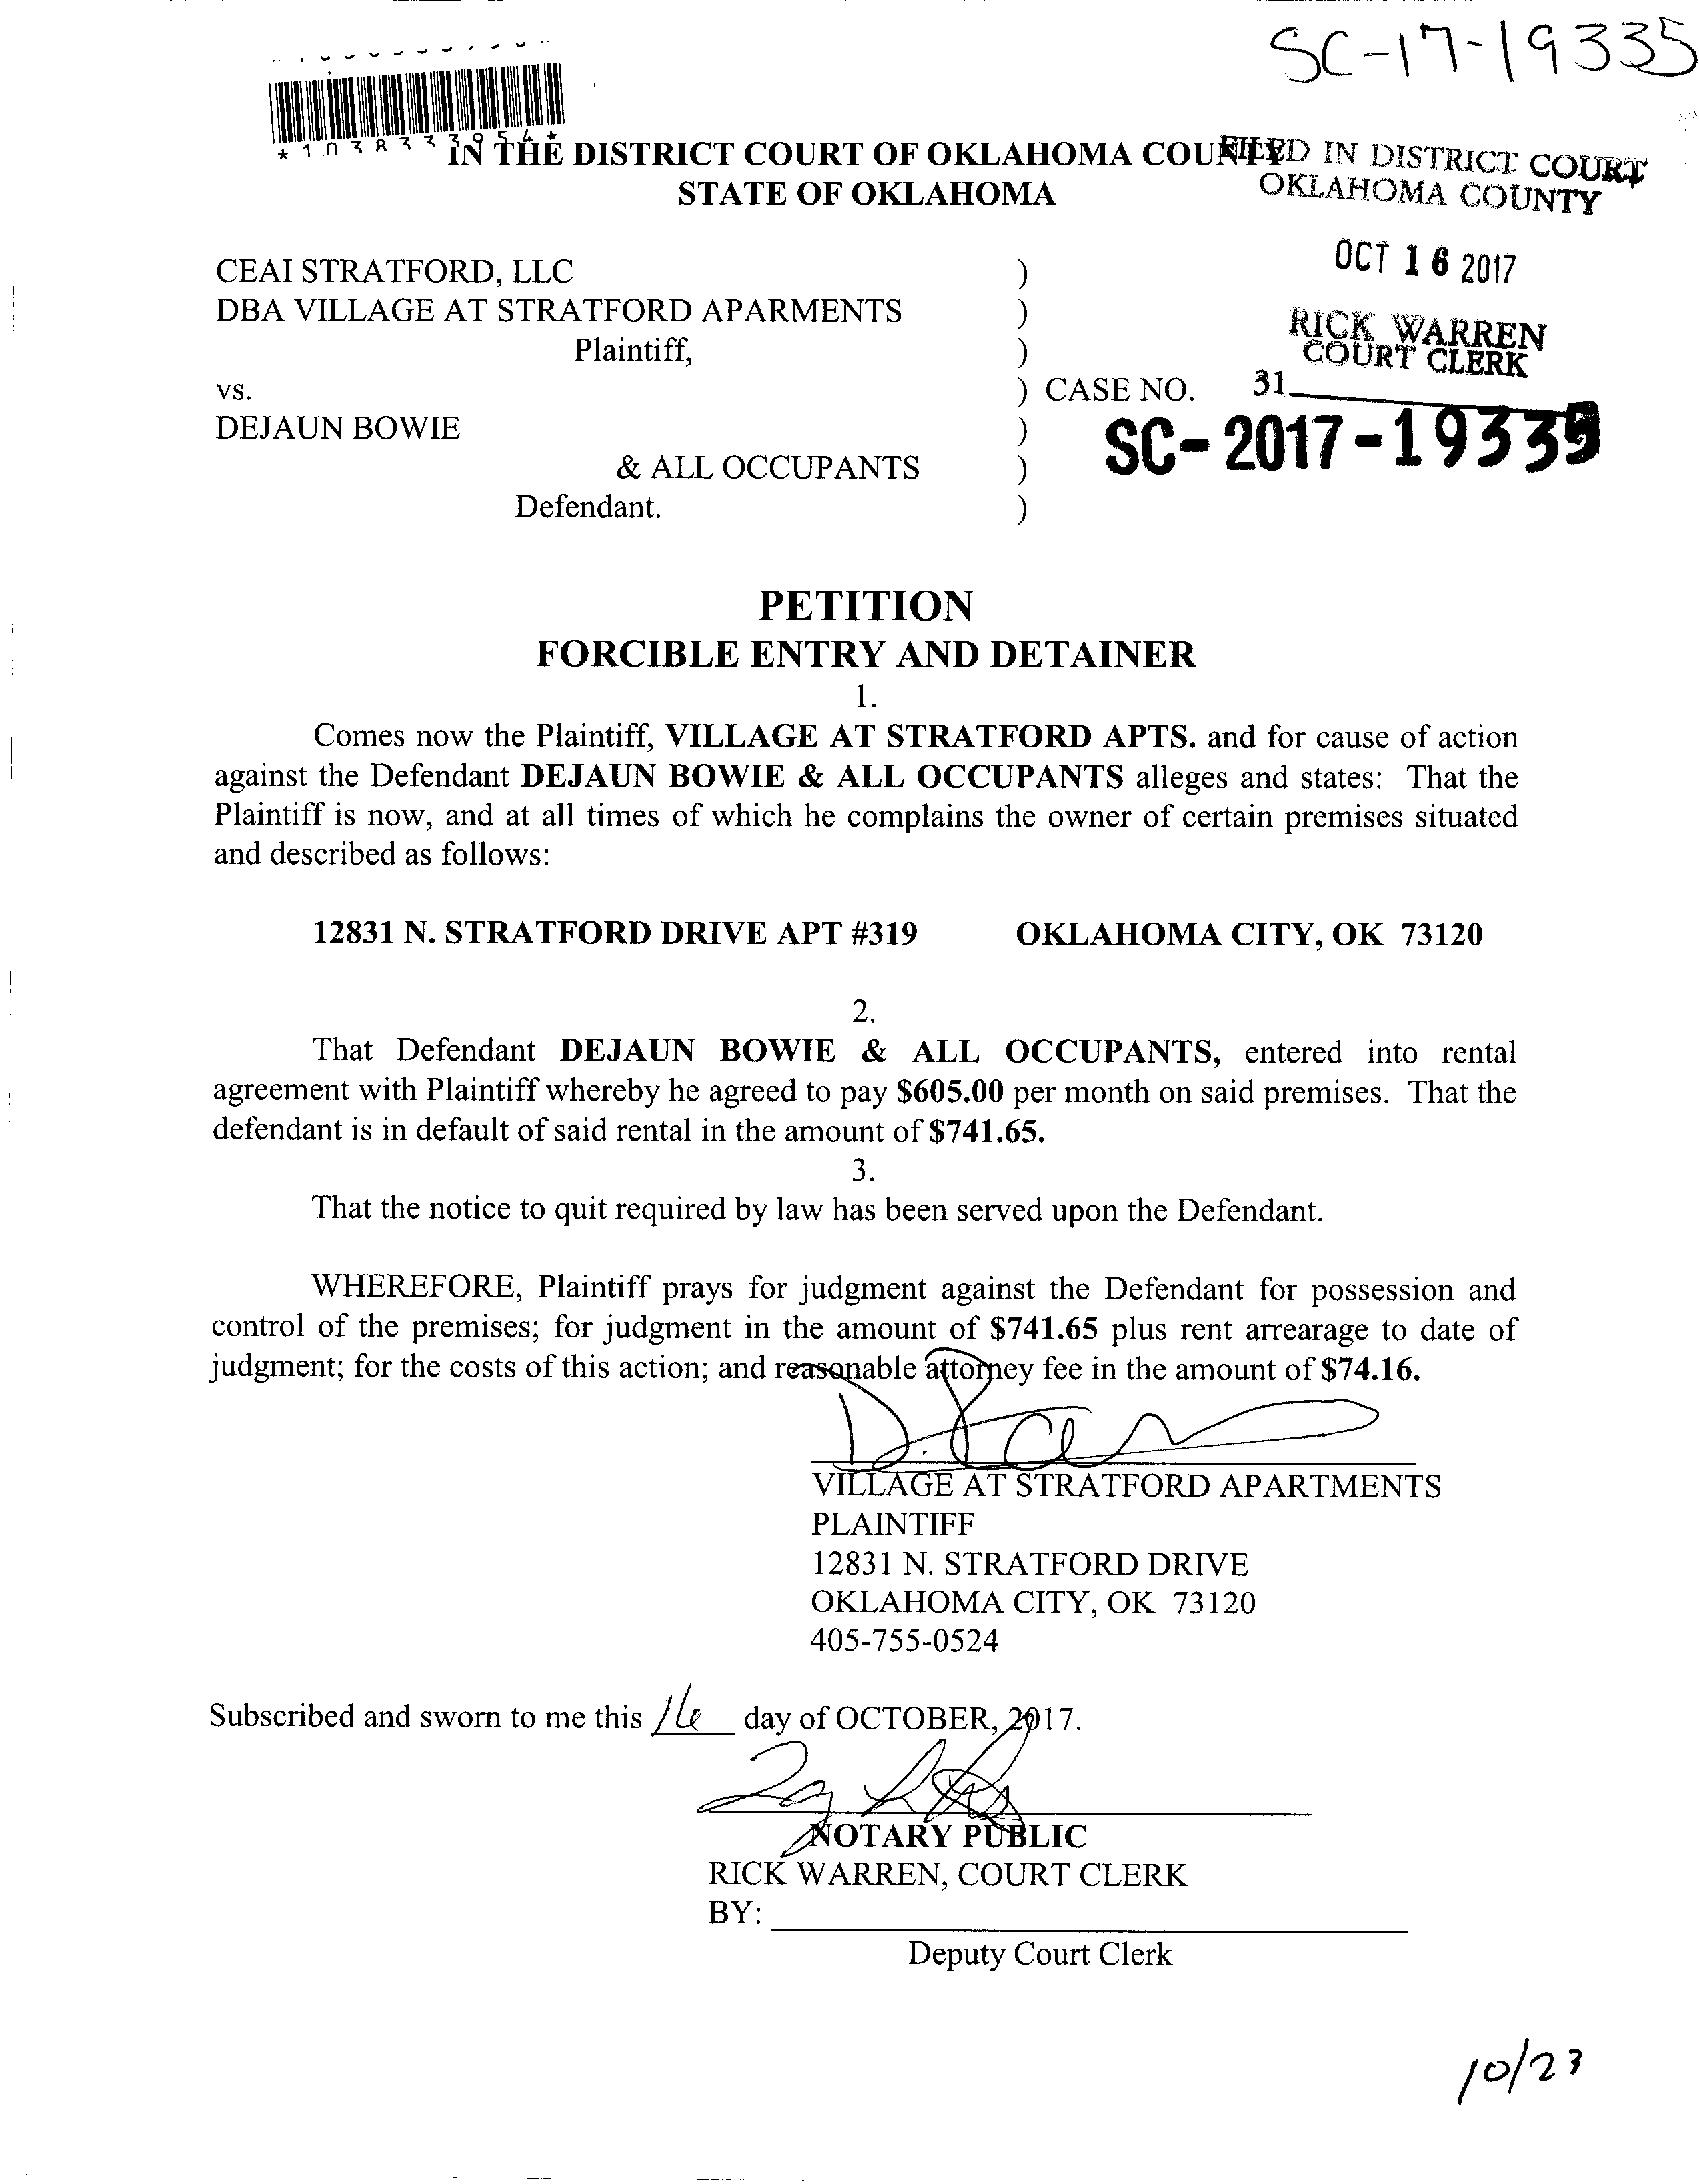 SC-17-19335
IN THE DISTRICT COURT OF OKLAHOMA COUNTY
STATE OF OKLAHOMA
FILED IN DISTRICT COURT
OKLAHOMA COUNTY
OCT 16 2017
RICK WARREN
COURT CLERK
31
CEAI STRATFORD, LLC )
DBA VILLAGE AT STRATFORD APARMENTS )
Plaintiff, )
vs. ) CASE NO.
DEJAUN BOWIE )
SC-2017-19335
& ALL OCCUPANTS )
Defendant. )
PETITION
FORCIBLE ENTRY AND DETAINER
1.
Comes now the Plaintiff, VILLAGE AT STRATFORD APTS. and for cause of action
against the Defendant DEJAUN BOWIE & ALL OCCUPANTS alleges and states: That the
Plaintiff is now, and at all times of which he complains the owner of certain premises situated
and described as follows:
12831 N. STRATFORD DRIVE APT #319 OKLAHOMA CITY, OK 73120
2.
That Defendant DEJAUN BOWIE & ALL OCCUPANTS, entered into rental
agreement with Plaintiff whereby he agreed to pay $605.00 per month on said premises. That the
defendant is in default of said rental in the amount of $741.65.
3.
That the notice to quit required by law has been served upon the Defendant.
WHEREFORE, Plaintiff prays for judgment against the Defendant for possession and
control of the premises; for judgment in the amount of $741.65 plus rent arrearage to date of
judgment; for the costs of this action; and reasonable attorney fee in the amount of $74.16.
VILLAGE AT STRATFORD APARTMENTS
PLAINTIFF
12831 N. STRATFORD DRIVE
OKLAHOMA CITY, OK 73120
405-755-0524
Subscribed and sworn to me this 16 day of OCTOBER, 2017.
NOTARY PUBLIC
RICK WARREN, COURT CLERK
BY:
Deputy Court Clerk
10/23